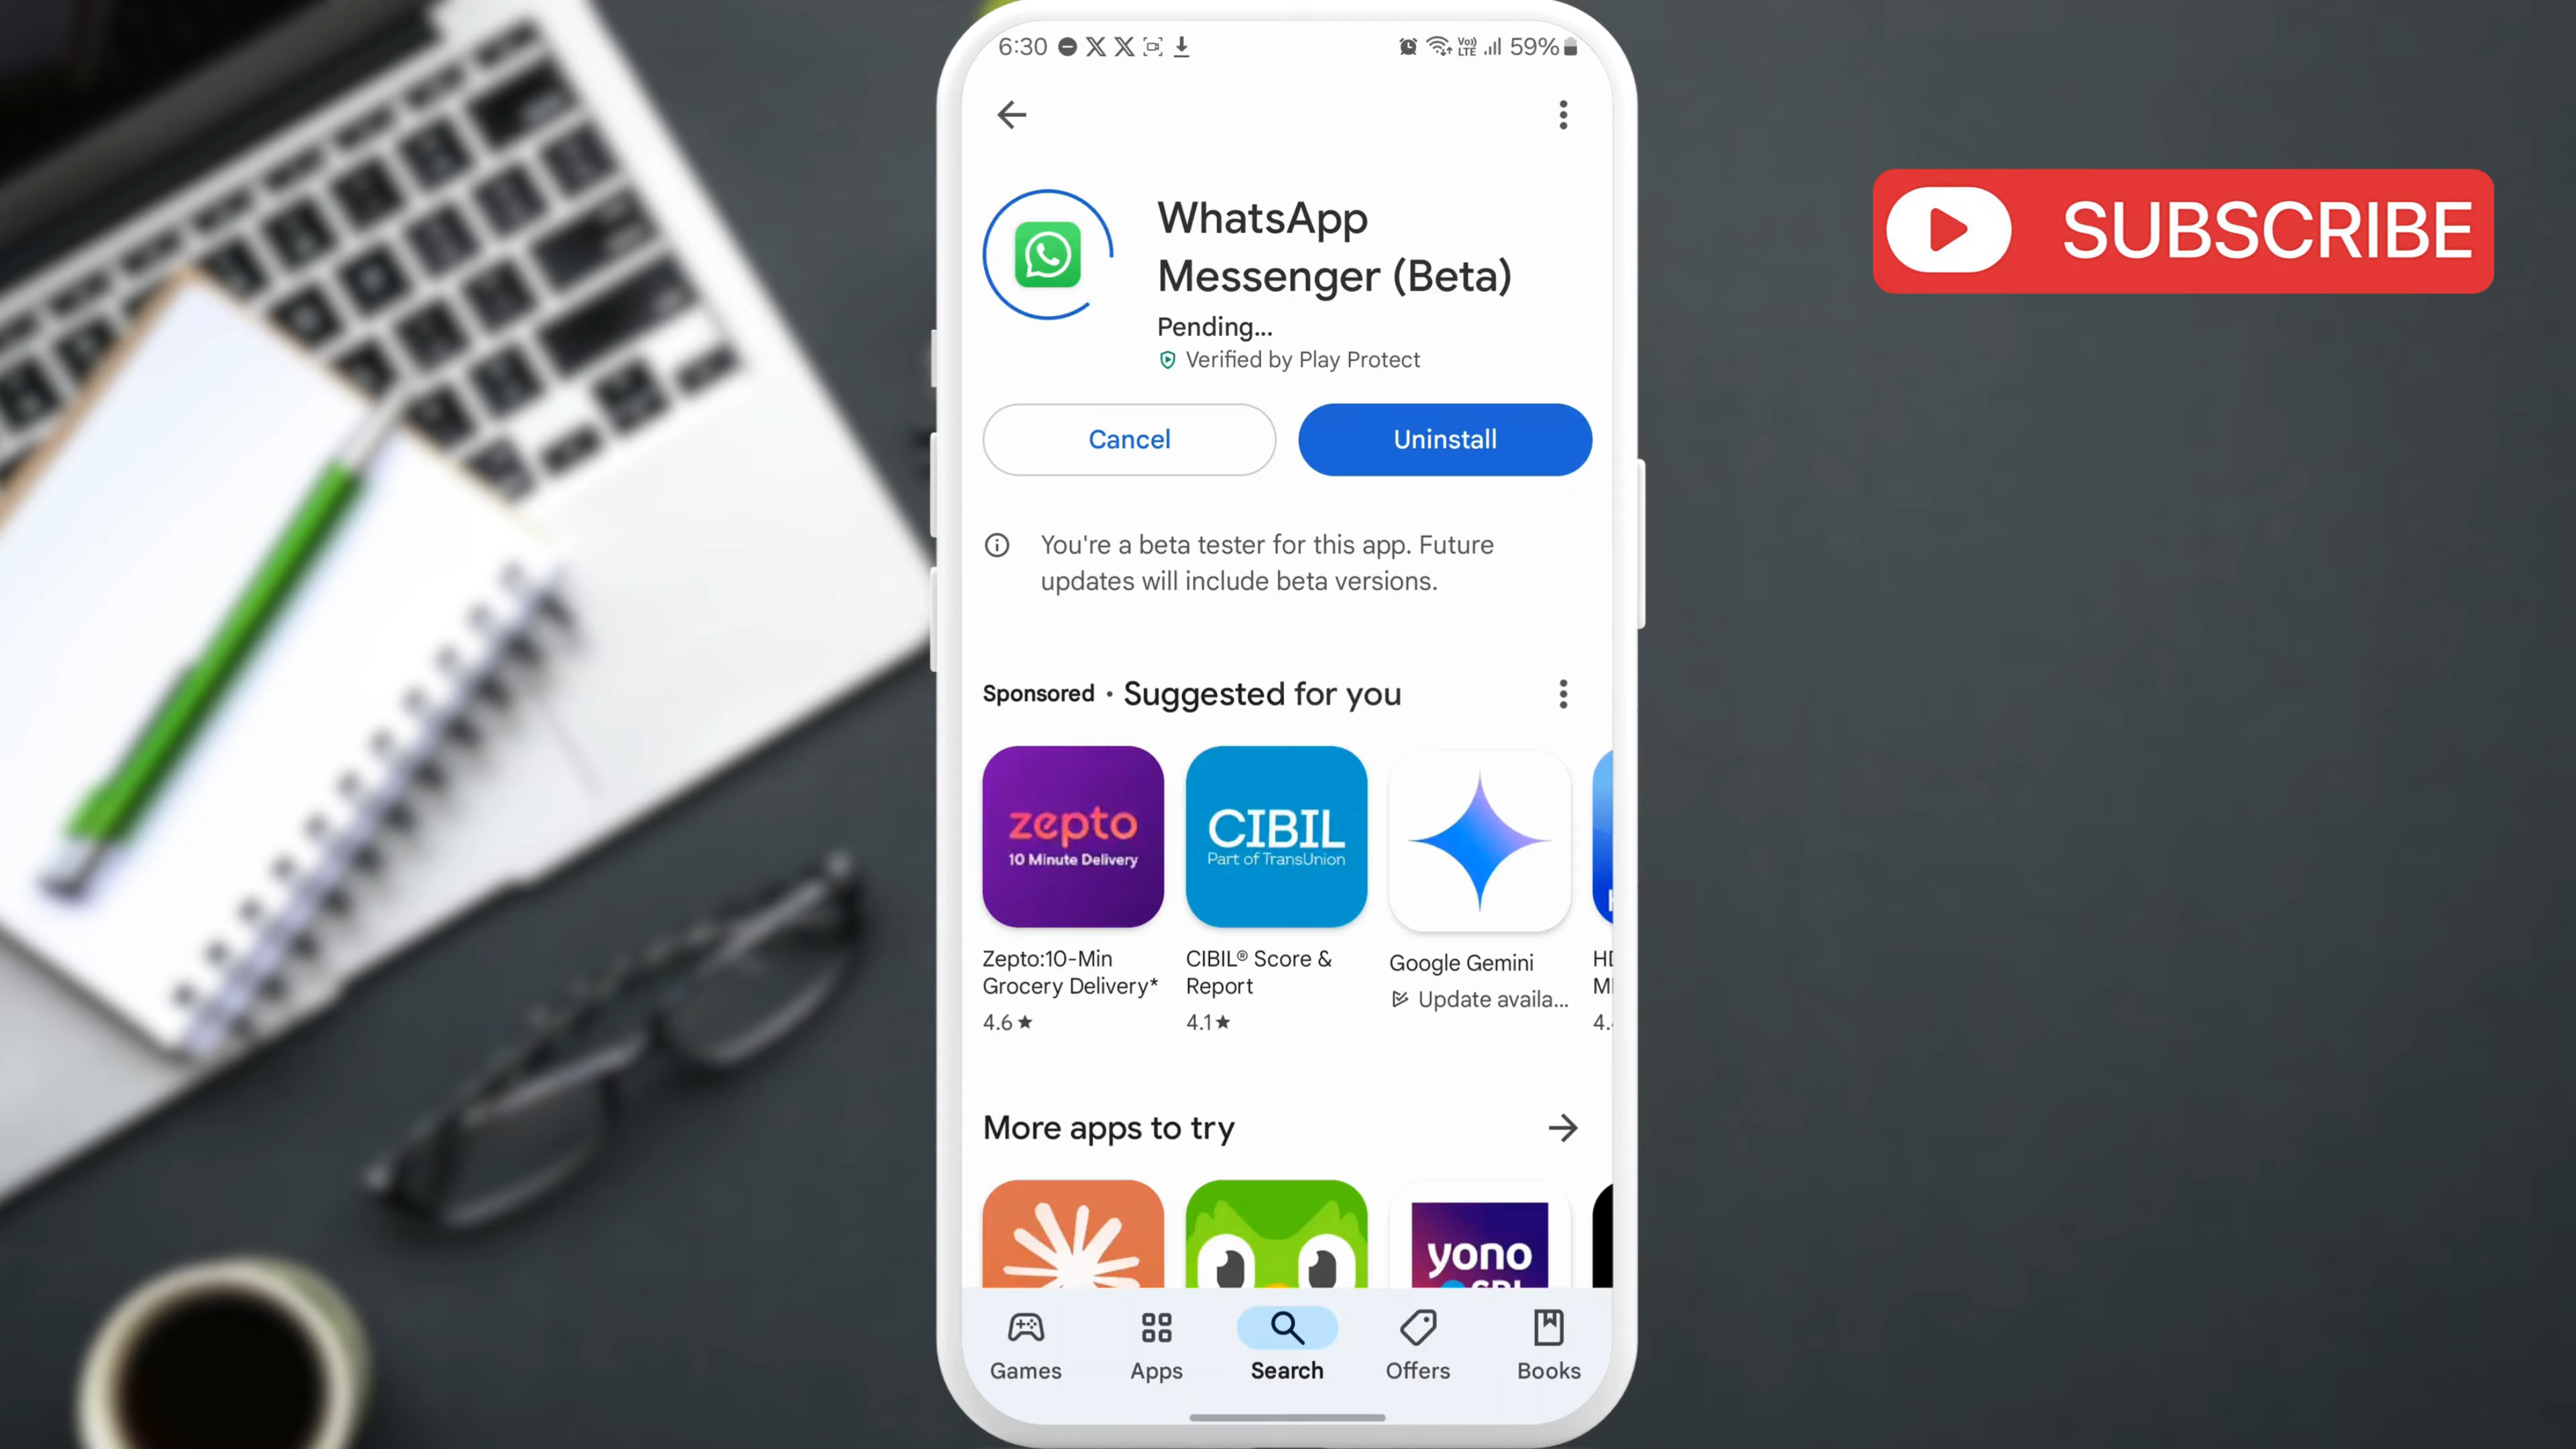 6:30
Vo))
LTE
59%
SUBSCRIBE
WhatsApp
Messenger (Beta)
Pending...
Verified by Play Protect
Cancel
Uninstall
You're a beta tester for this app. Future
updates will include beta versions.
Sponsored • Suggested for you
zepto
10 Minute Delivery
CIBIL
Part of TransUnion
Zepto:10-Min
Grocery Delivery*
4.6 ★
CIBIL® Score &
Report
4.1 ★
Google Gemini
Update availa...
More apps to try
yono
Games
Apps
Search
Offers
Books